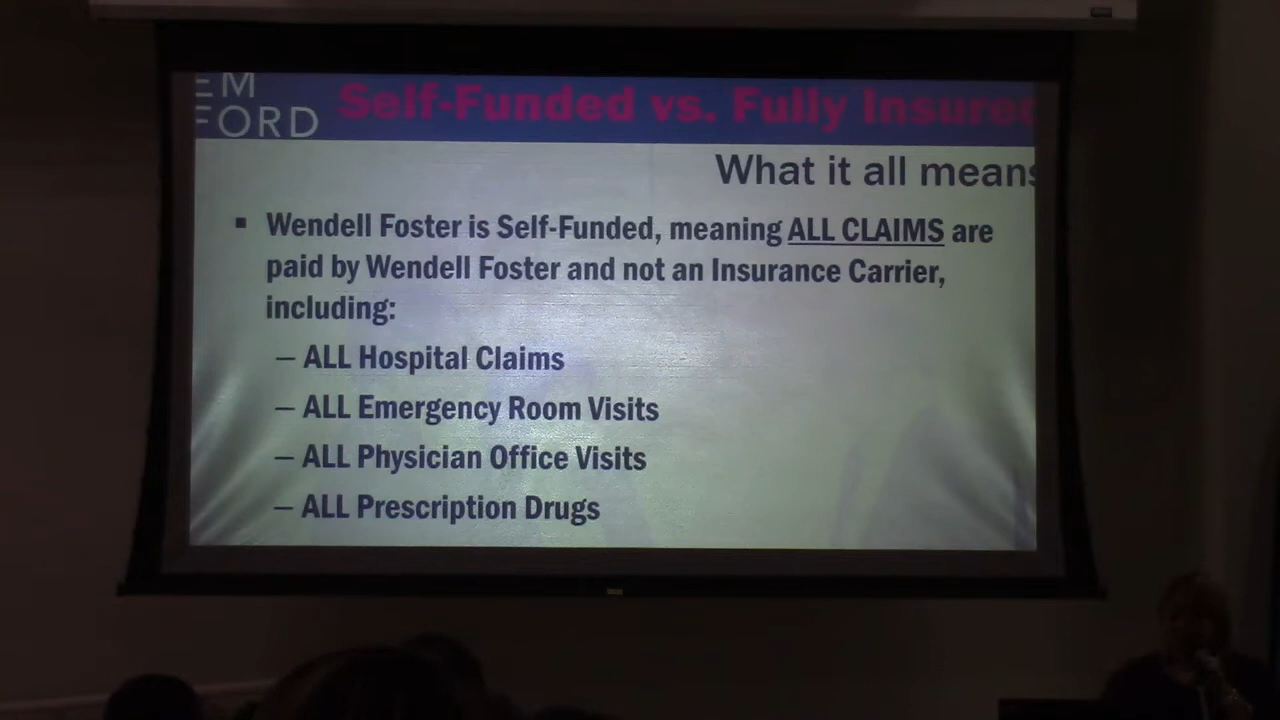 EM
FORD
Self-Funded vs. Fully Insured
What it all means
▪ Wendell Foster is Self-Funded, meaning ALL CLAIMS are
paid by Wendell Foster and not an Insurance Carrier,
including:
– ALL Hospital Claims
– ALL Emergency Room Visits
– ALL Physician Office Visits
– ALL Prescription Drugs